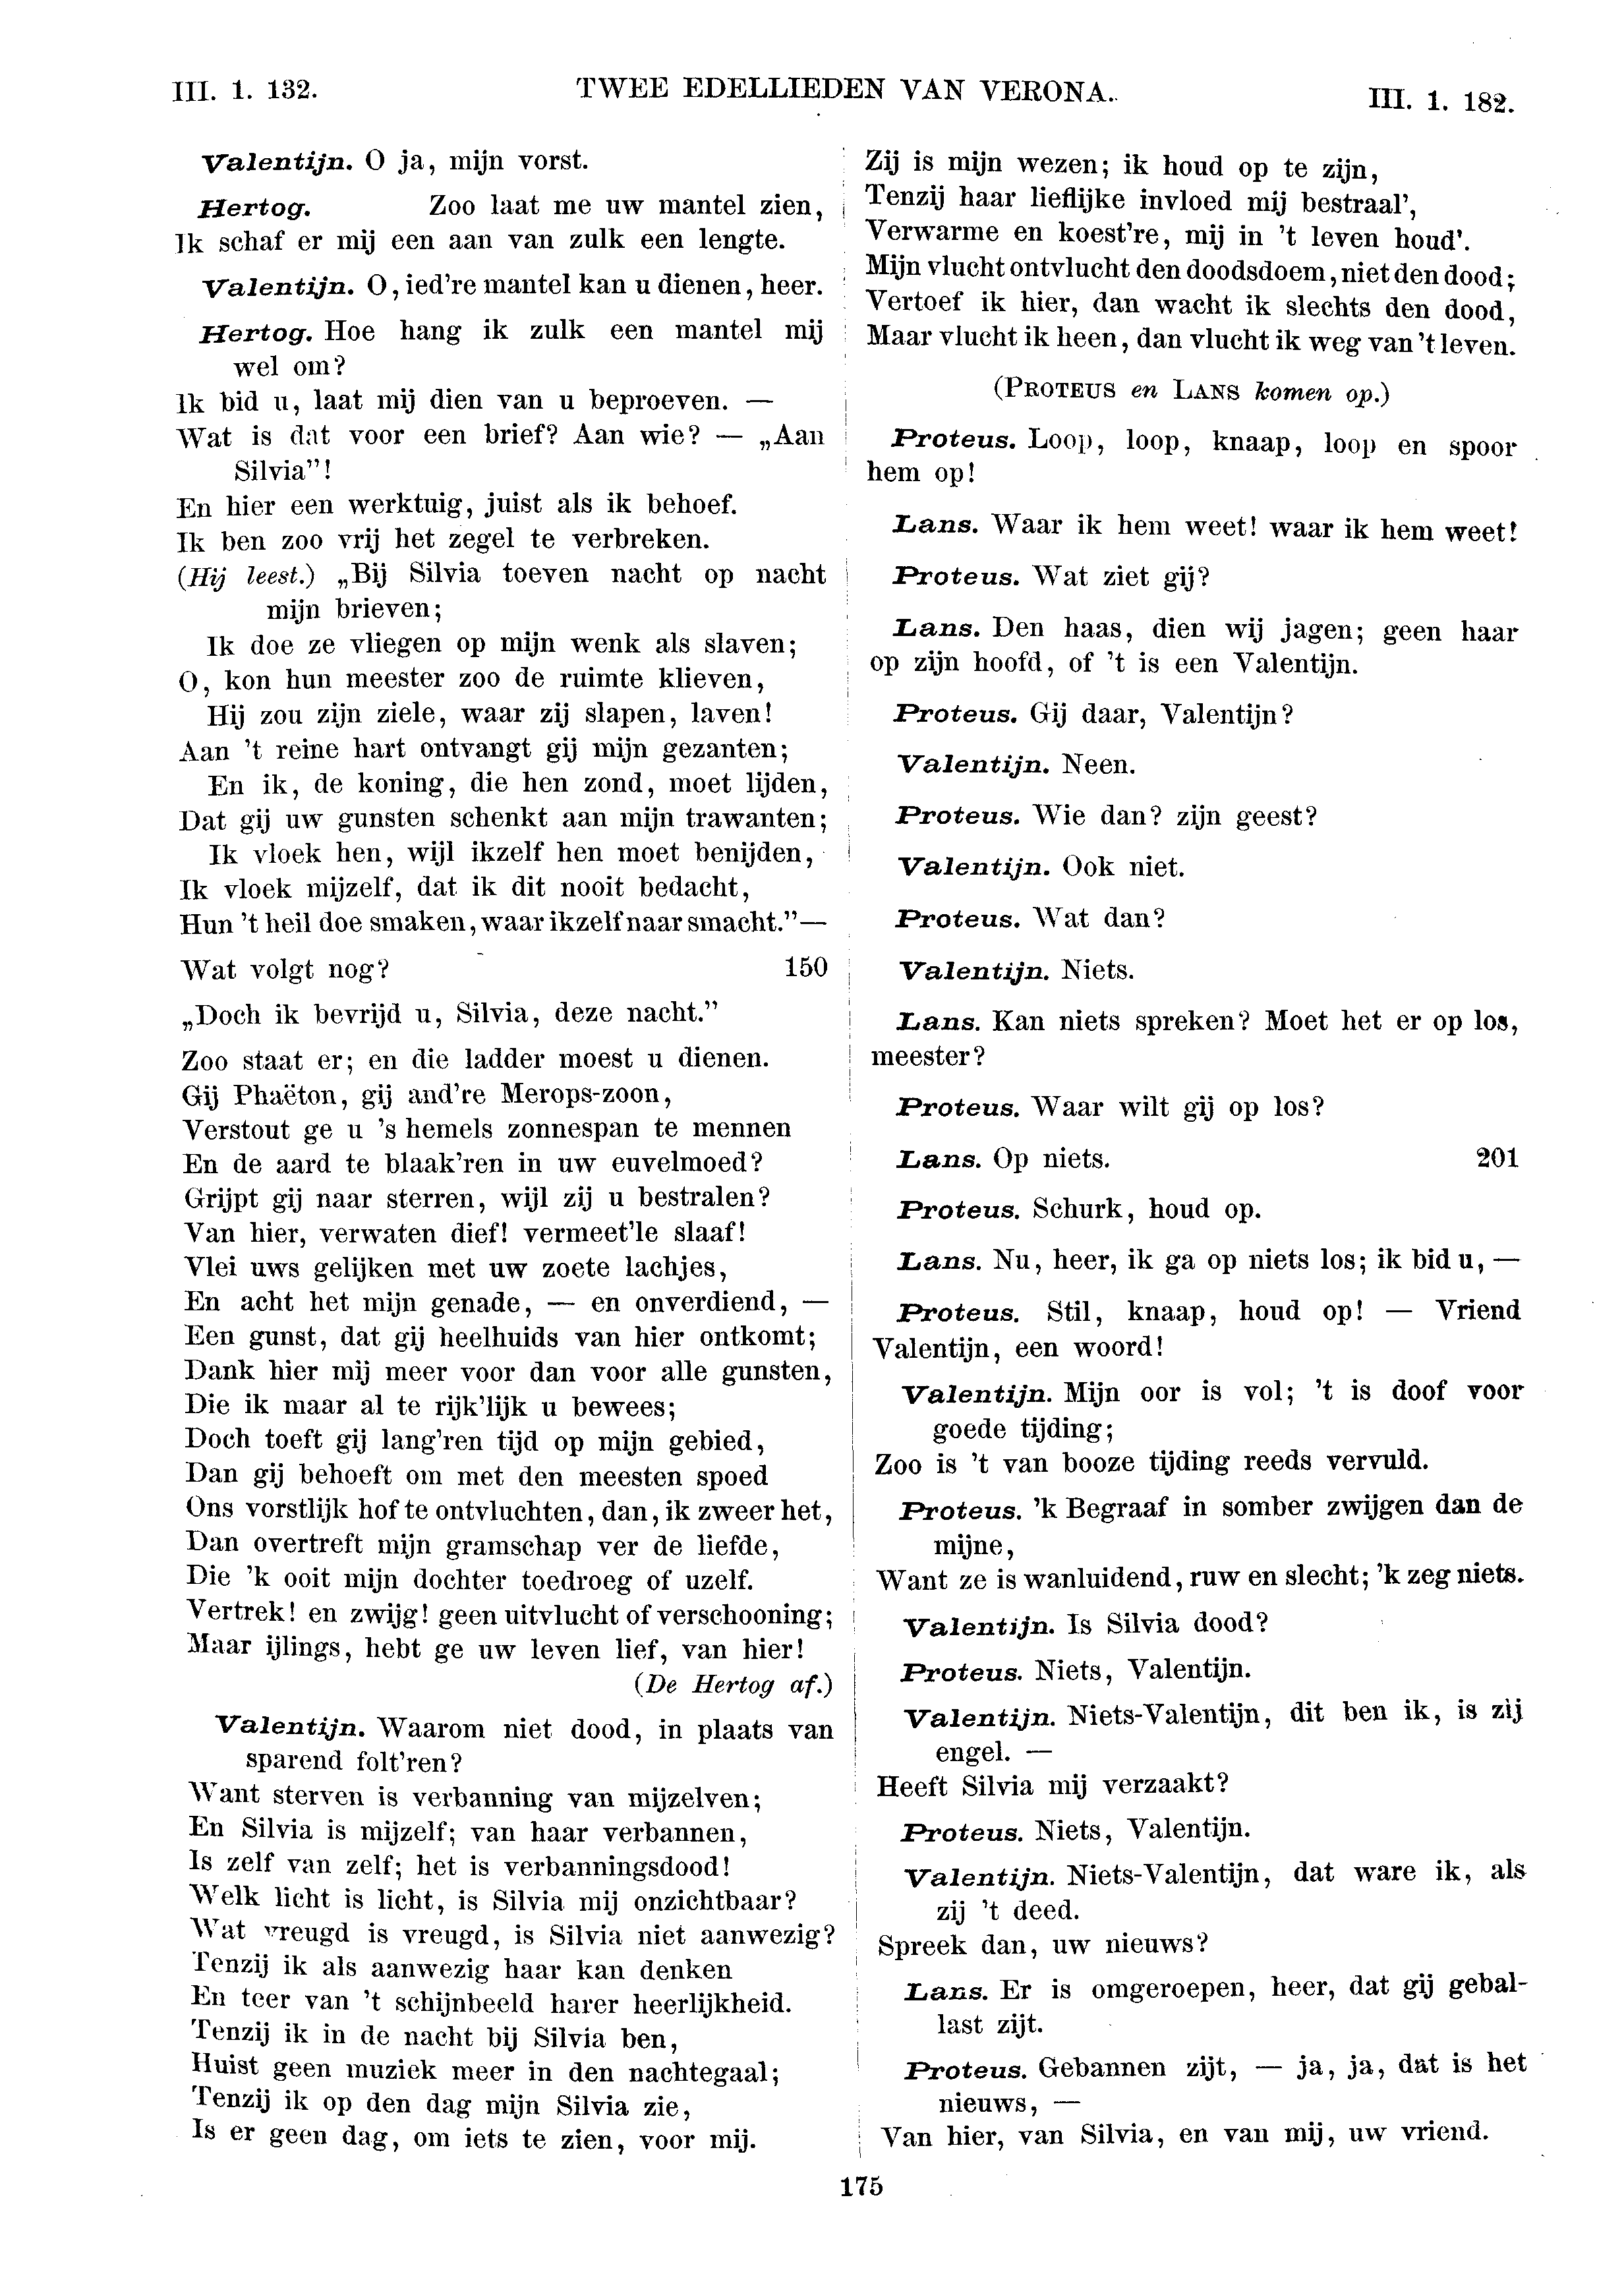 III. 1. 132.
TWEE EDELLIEDEN VAN VERONA.
III. 1. 182.
Valentijn. O ja, mijn vorst.
Hertog. Zoo laat me uw mantel zien,
Ik schaf er mij een aan van zulk een lengte.
Valentijn. O, ied're mantel kan u dienen, heer.
Hertog. Hoe hang ik zulk een mantel mij
wel om?
Ik bid u, laat mij dien van u beproeven. —
Wat is dat voor een brief? Aan wie? — „Aan
Silvia”!
En hier een werktuig, juist als ik behoef.
Ik ben zoo vrij het zegel te verbreken.
(Hij leest.) „Bij Silvia toeven nacht op nacht
mijn brieven;
Ik doe ze vliegen op mijn wenk als slaven;
O, kon hun meester zoo de ruimte klieven,
Hij zou zijn ziele, waar zij slapen, laven!
Aan 't reine hart ontvangt gij mijn gezanten;
En ik, de koning, die hen zond, moet lijden,
Dat gij uw gunsten schenkt aan mijn trawanten;
Ik vloek hen, wijl ikzelf hen moet benijden,
Ik vloek mijzelf, dat ik dit nooit bedacht,
Hun 't heil doe smaken, waar ikzelf naar smacht.”—
Wat volgt nog? 150
„Doch ik bevrijd u, Silvia, deze nacht.”
Zoo staat er; en die ladder moest u dienen.
Gij Phaëton, gij and're Merops-zoon,
Verstout ge u 's hemels zonnespan te mennen
En de aard te blaak'ren in uw euvelmoed?
Grijpt gij naar sterren, wijl zij u bestralen?
Van hier, verwaten dief! vermeet'le slaaf!
Vlei uws gelijken met uw zoete lachjes,
En acht het mijn genade, — en onverdiend, —
Een gunst, dat gij heelhuids van hier ontkomt;
Dank hier mij meer voor dan voor alle gunsten,
Die ik maar al te rijk'lijk u bewees;
Doch toeft gij lang'ren tijd op mijn gebied,
Dan gij behoeft om met den meesten spoed
Ons vorstlijk hof te ontvluchten, dan, ik zweer het,
Dan overtreft mijn gramschap ver de liefde,
Die 'k ooit mijn dochter toedroeg of uzelf.
Vertrek! en zwijg! geen uitvlucht of verschooning;
Maar ijlings, hebt ge uw leven lief, van hier!
(De Hertog af.)
Valentijn. Waarom niet dood, in plaats van
sparend folt'ren?
Want sterven is verbanning van mijzelven;
En Silvia is mijzelf; van haar verbannen,
Is zelf van zelf; het is verbanningsdood!
Welk licht is licht, is Silvia mij onzichtbaar?
Wat vreugd is vreugd, is Silvia niet aanwezig?
Tenzij ik als aanwezig haar kan denken
En teer van 't schijnbeeld harer heerlijkheid.
Tenzij ik in de nacht bij Silvia ben,
Huist geen muziek meer in den nachtegaal;
Tenzij ik op den dag mijn Silvia zie,
Is er geen dag, om iets te zien, voor mij.
Zij is mijn wezen; ik houd op te zijn,
Tenzij haar lieflijke invloed mij bestraal',
Verwarme en koest're, mij in 't leven houd'.
Mijn vlucht ontvlucht den doodsdoem, niet den dood;
Vertoef ik hier, dan wacht ik slechts den dood,
Maar vlucht ik heen, dan vlucht ik weg van 't leven.
(PROTEUS en LANS komen op.)
Proteus. Loop, loop, knaap, loop en spoor
hem op!
Lans. Waar ik hem weet! waar ik hem weet!
Proteus. Wat ziet gij?
Lans. Den haas, dien wij jagen; geen haar
op zijn hoofd, of 't is een Valentijn.
Proteus. Gij daar, Valentijn?
Valentijn. Neen.
Proteus. Wie dan? zijn geest?
Valentijn. Ook niet.
Proteus. Wat dan?
Valentijn. Niets.
Lans. Kan niets spreken? Moet het er op los,
meester?
Proteus. Waar wilt gij op los?
Lans. Op niets. 201
Proteus. Schurk, houd op.
Lans. Nu, heer, ik ga op niets los; ik bid u, —
Proteus. Stil, knaap, houd op! — Vriend
Valentijn, een woord!
Valentijn. Mijn oor is vol; 't is doof voor
goede tijding;
Zoo is 't van booze tijding reeds vervuld.
Proteus. 'k Begraaf in somber zwijgen dan de
mijne,
Want ze is wanluidend, ruw en slecht; 'k zeg niets.
Valentijn. Is Silvia dood?
Proteus. Niets, Valentijn.
Valentijn. Niets-Valentijn, dit ben ik, is zij
engel. —
Heeft Silvia mij verzaakt?
Proteus. Niets, Valentijn.
Valentijn. Niets-Valentijn, dat ware ik, als
zij 't deed.
Spreek dan, uw nieuws?
Lans. Er is omgeroepen, heer, dat gij gebal-
last zijt.
Proteus. Gebannen zijt, — ja, ja, dat is het
nieuws, —
Van hier, van Silvia, en van mij, uw vriend.
175